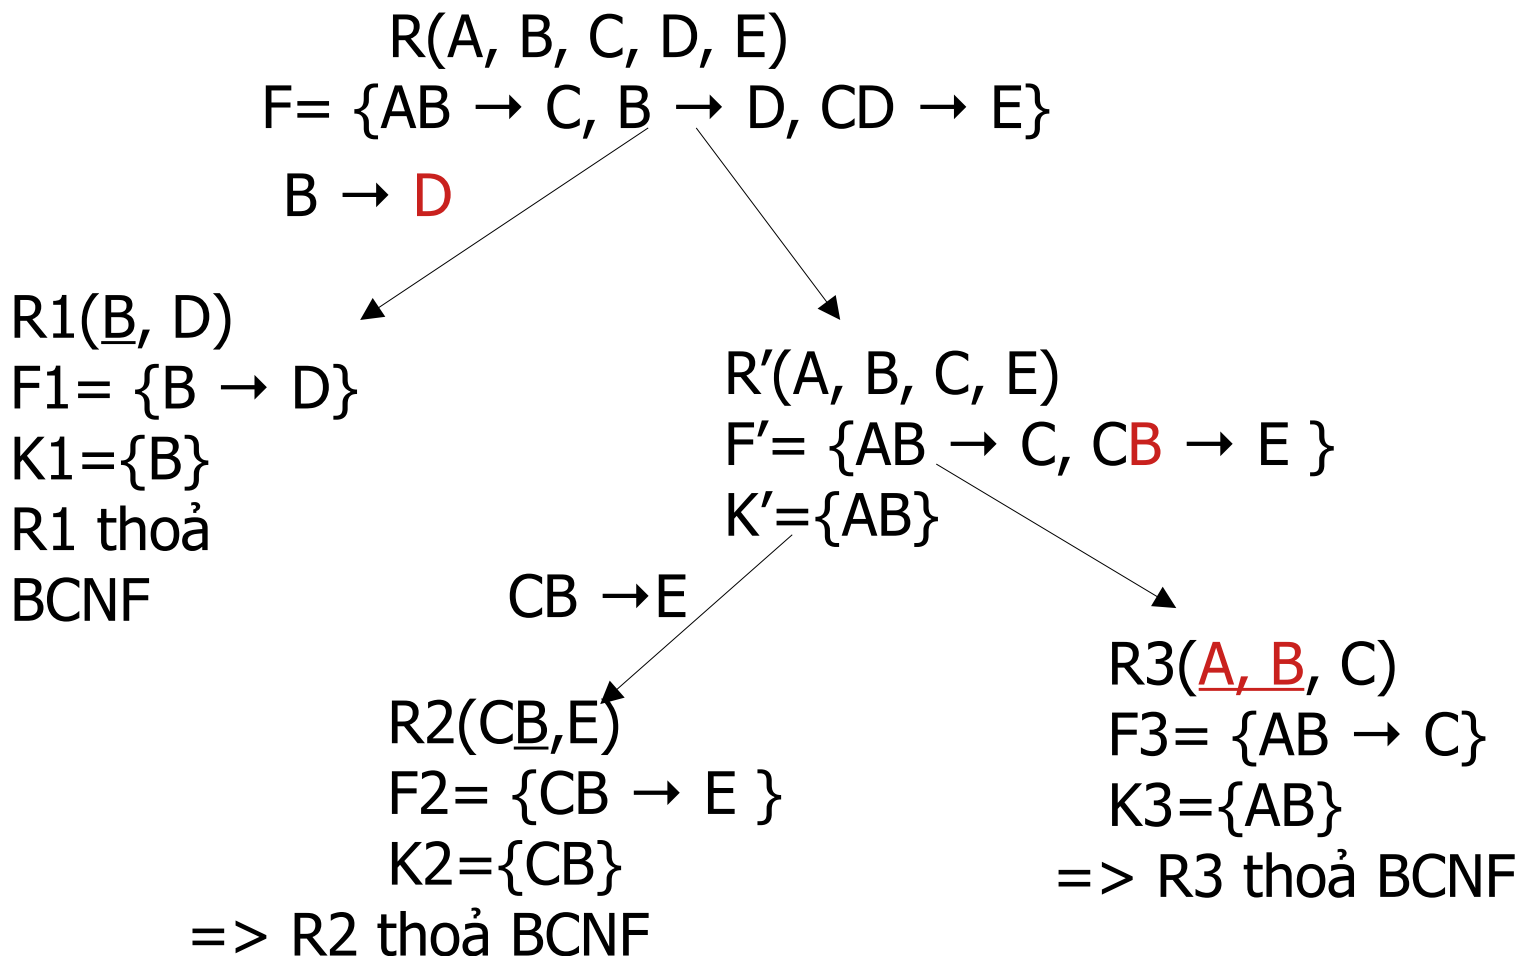 R(A, B, C, D, E)
F= {AB → C, B → D, CD → E}
B → D
R1(B, D)
F1= {B → D}
K1={B}
R1 thoả
BCNF
R’(A, B, C, E)
F’= {AB → C, CB → E }
K’={AB}
CB →E
R2(CB,E)
F2= {CB → E }
K2={CB}
=> R2 thoả BCNF
R3(A, B, C)
F3= {AB → C}
K3={AB}
=> R3 thoả BCNF